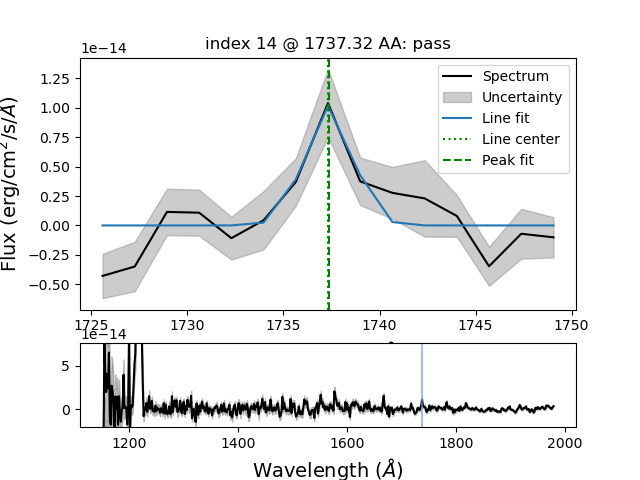 index 14 @ 1737.32 AA: pass
1e−14
Flux (erg/cm²/s/Å)
1.25
1.00
0.75
0.50
0.25
0.00
−0.25
−0.50
Spectrum
Uncertainty
Line fit
Line center
Peak fit
1725 1730 1735 1740 1745 1750
1e−14
5
0
1200 1400 1600 1800 2000
Wavelength (Å)